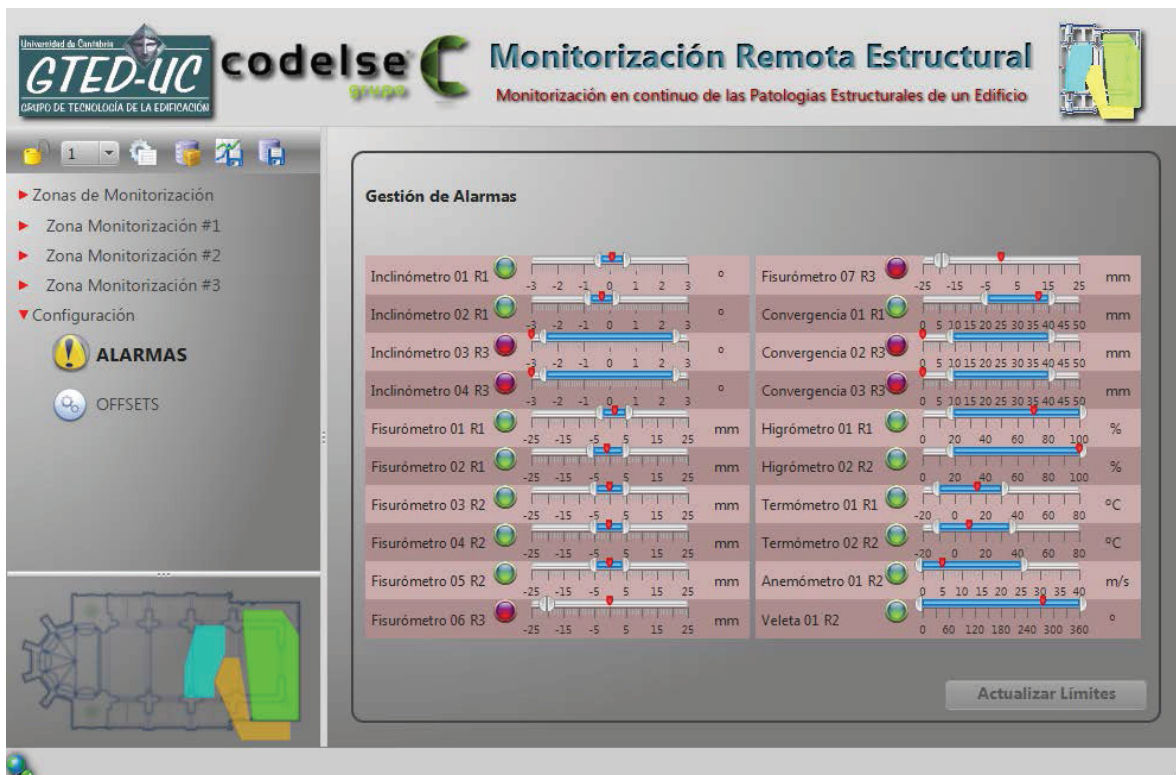 Universidad de Cantabria
GTED-UC
GRUPO DE TECNOLOGÍA DE LA EDIFICACIÓN
codelse
grupo
Monitorización Remota Estructural
Monitorización en continuo de las Patologias Estructurales de un Edificio
1
Zonas de Monitorización
Zona Monitorización #1
Zona Monitorización #2
Zona Monitorización #3
Configuración
ALARMAS
OFFSETS
Gestión de Alarmas
Inclinómetro 01 R1 -3 -2 -1 0 1 2 3 º
Inclinómetro 02 R1 -3 -2 -1 0 1 2 3 º
Inclinómetro 03 R3 -3 -2 -1 0 1 2 3 º
Inclinómetro 04 R3 -3 -2 -1 0 1 2 3 º
Fisurómetro 01 R1 -25 -15 -5 5 15 25 mm
Fisurómetro 02 R1 -25 -15 -5 5 15 25 mm
Fisurómetro 03 R2 -25 -15 -5 5 15 25 mm
Fisurómetro 04 R2 -25 -15 -5 5 15 25 mm
Fisurómetro 05 R2 -25 -15 -5 5 15 25 mm
Fisurómetro 06 R3 -25 -15 -5 5 15 25 mm
Fisurómetro 07 R3 -25 -15 -5 5 15 25 mm
Convergencia 01 R1 0 5 10 15 20 25 30 35 40 45 50 mm
Convergencia 02 R3 0 5 10 15 20 25 30 35 40 45 50 mm
Convergencia 03 R3 0 5 10 15 20 25 30 35 40 45 50 mm
Higrómetro 01 R1 0 20 40 60 80 100 %
Higrómetro 02 R2 0 20 40 60 80 100 %
Termómetro 01 R1 -20 0 20 40 60 80 ºC
Termómetro 02 R2 -20 0 20 40 60 80 ºC
Anemómetro 01 R2 0 5 10 15 20 25 30 35 40 m/s
Veleta 01 R2 0 60 120 180 240 300 360 º
Actualizar Límites